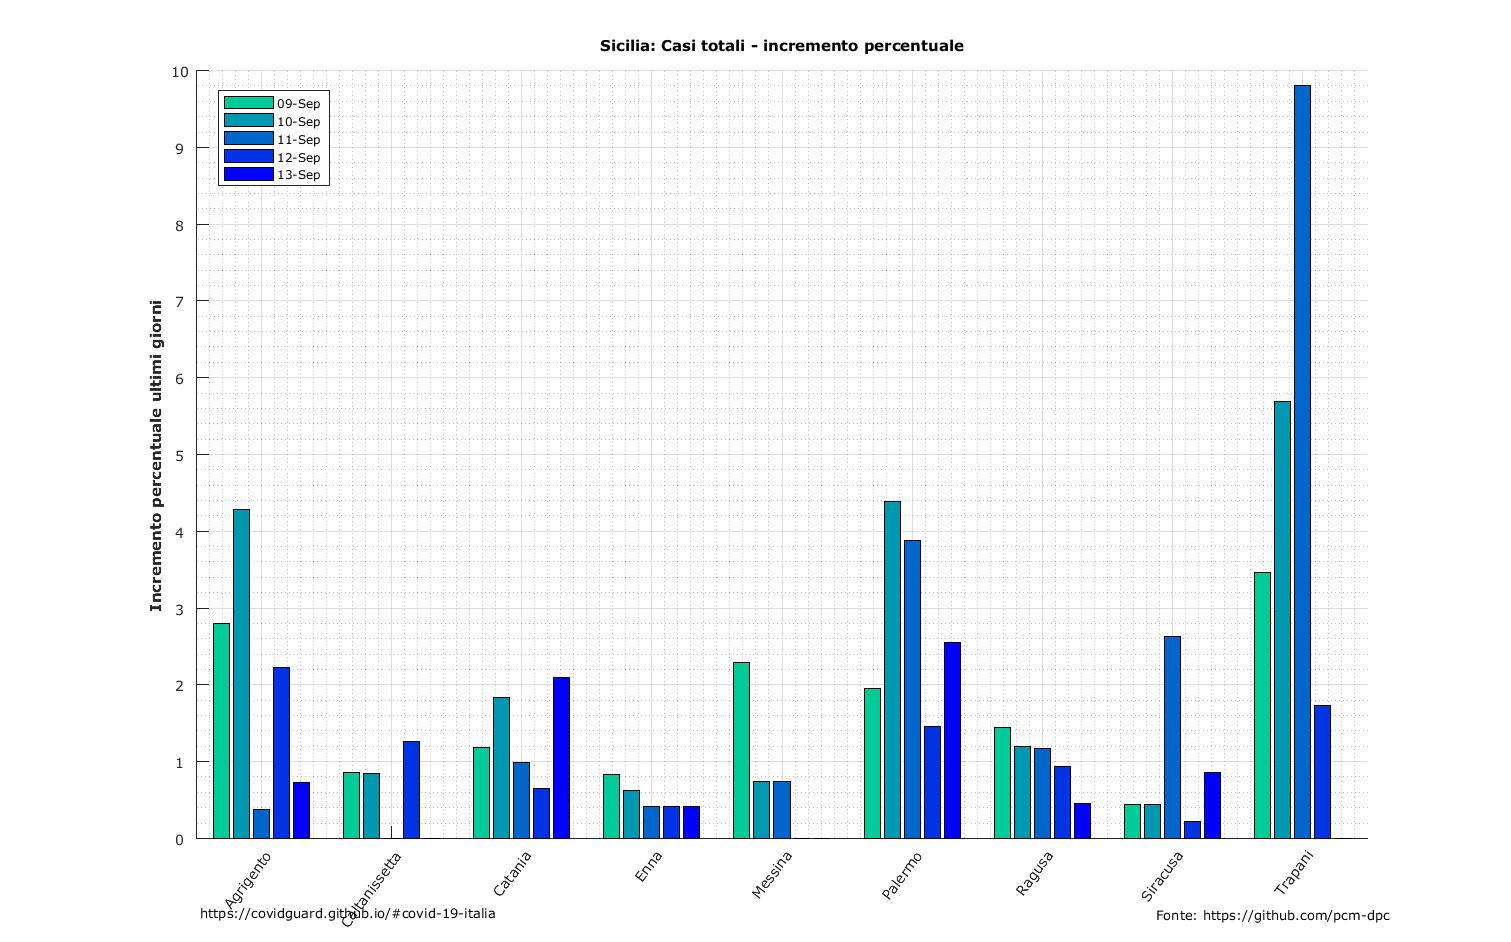 Sicilia: Casi totali - incremento percentuale
Incremento percentuale ultimi giorni
10
9
8
7
6
5
4
3
2
1
0
09-Sep
10-Sep
11-Sep
12-Sep
13-Sep
Agrigento
Caltanissetta
Catania
Enna
Messina
Palermo
Ragusa
Siracusa
Trapani
https://covidguard.github.io/#covid-19-italia
Fonte: https://github.com/pcm-dpc